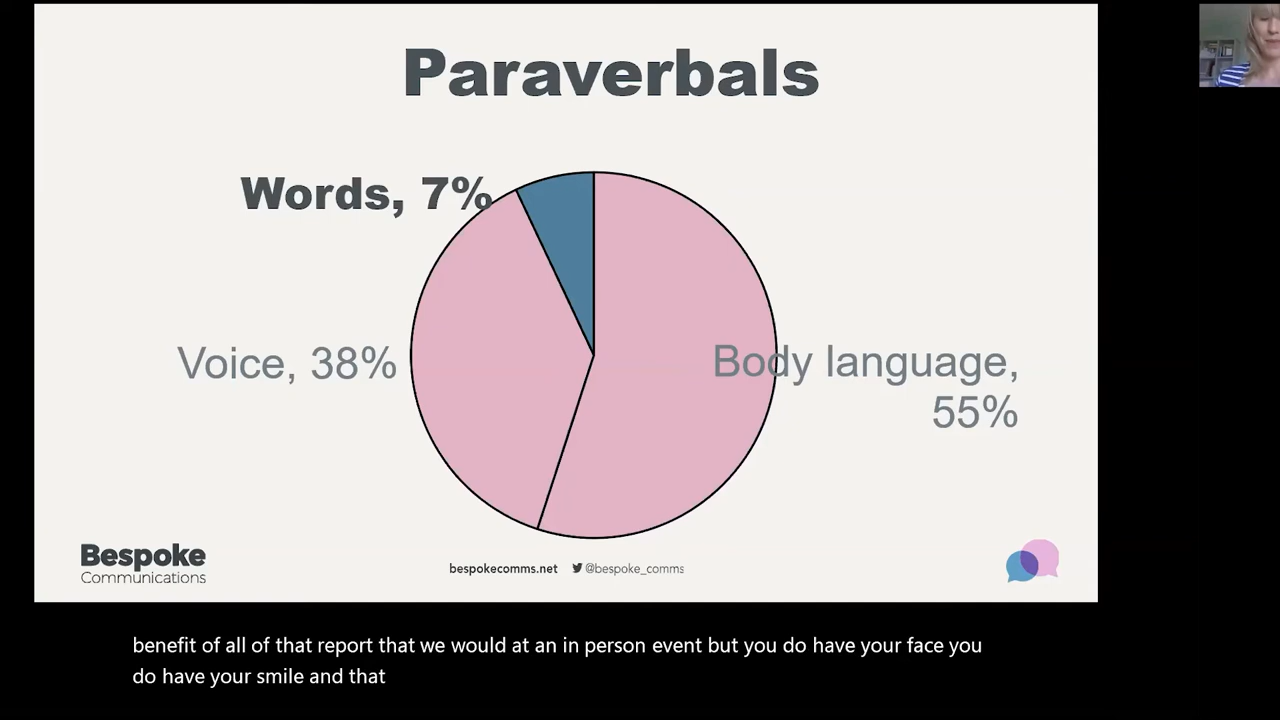 Paraverbals
Words, 7%
Voice, 38%
Body language,
55%
Bespoke
Communications
bespokecomms.net
@bespoke_comms
benefit of all of that report that we would at an in person event but you do have your face you
do have your smile and that